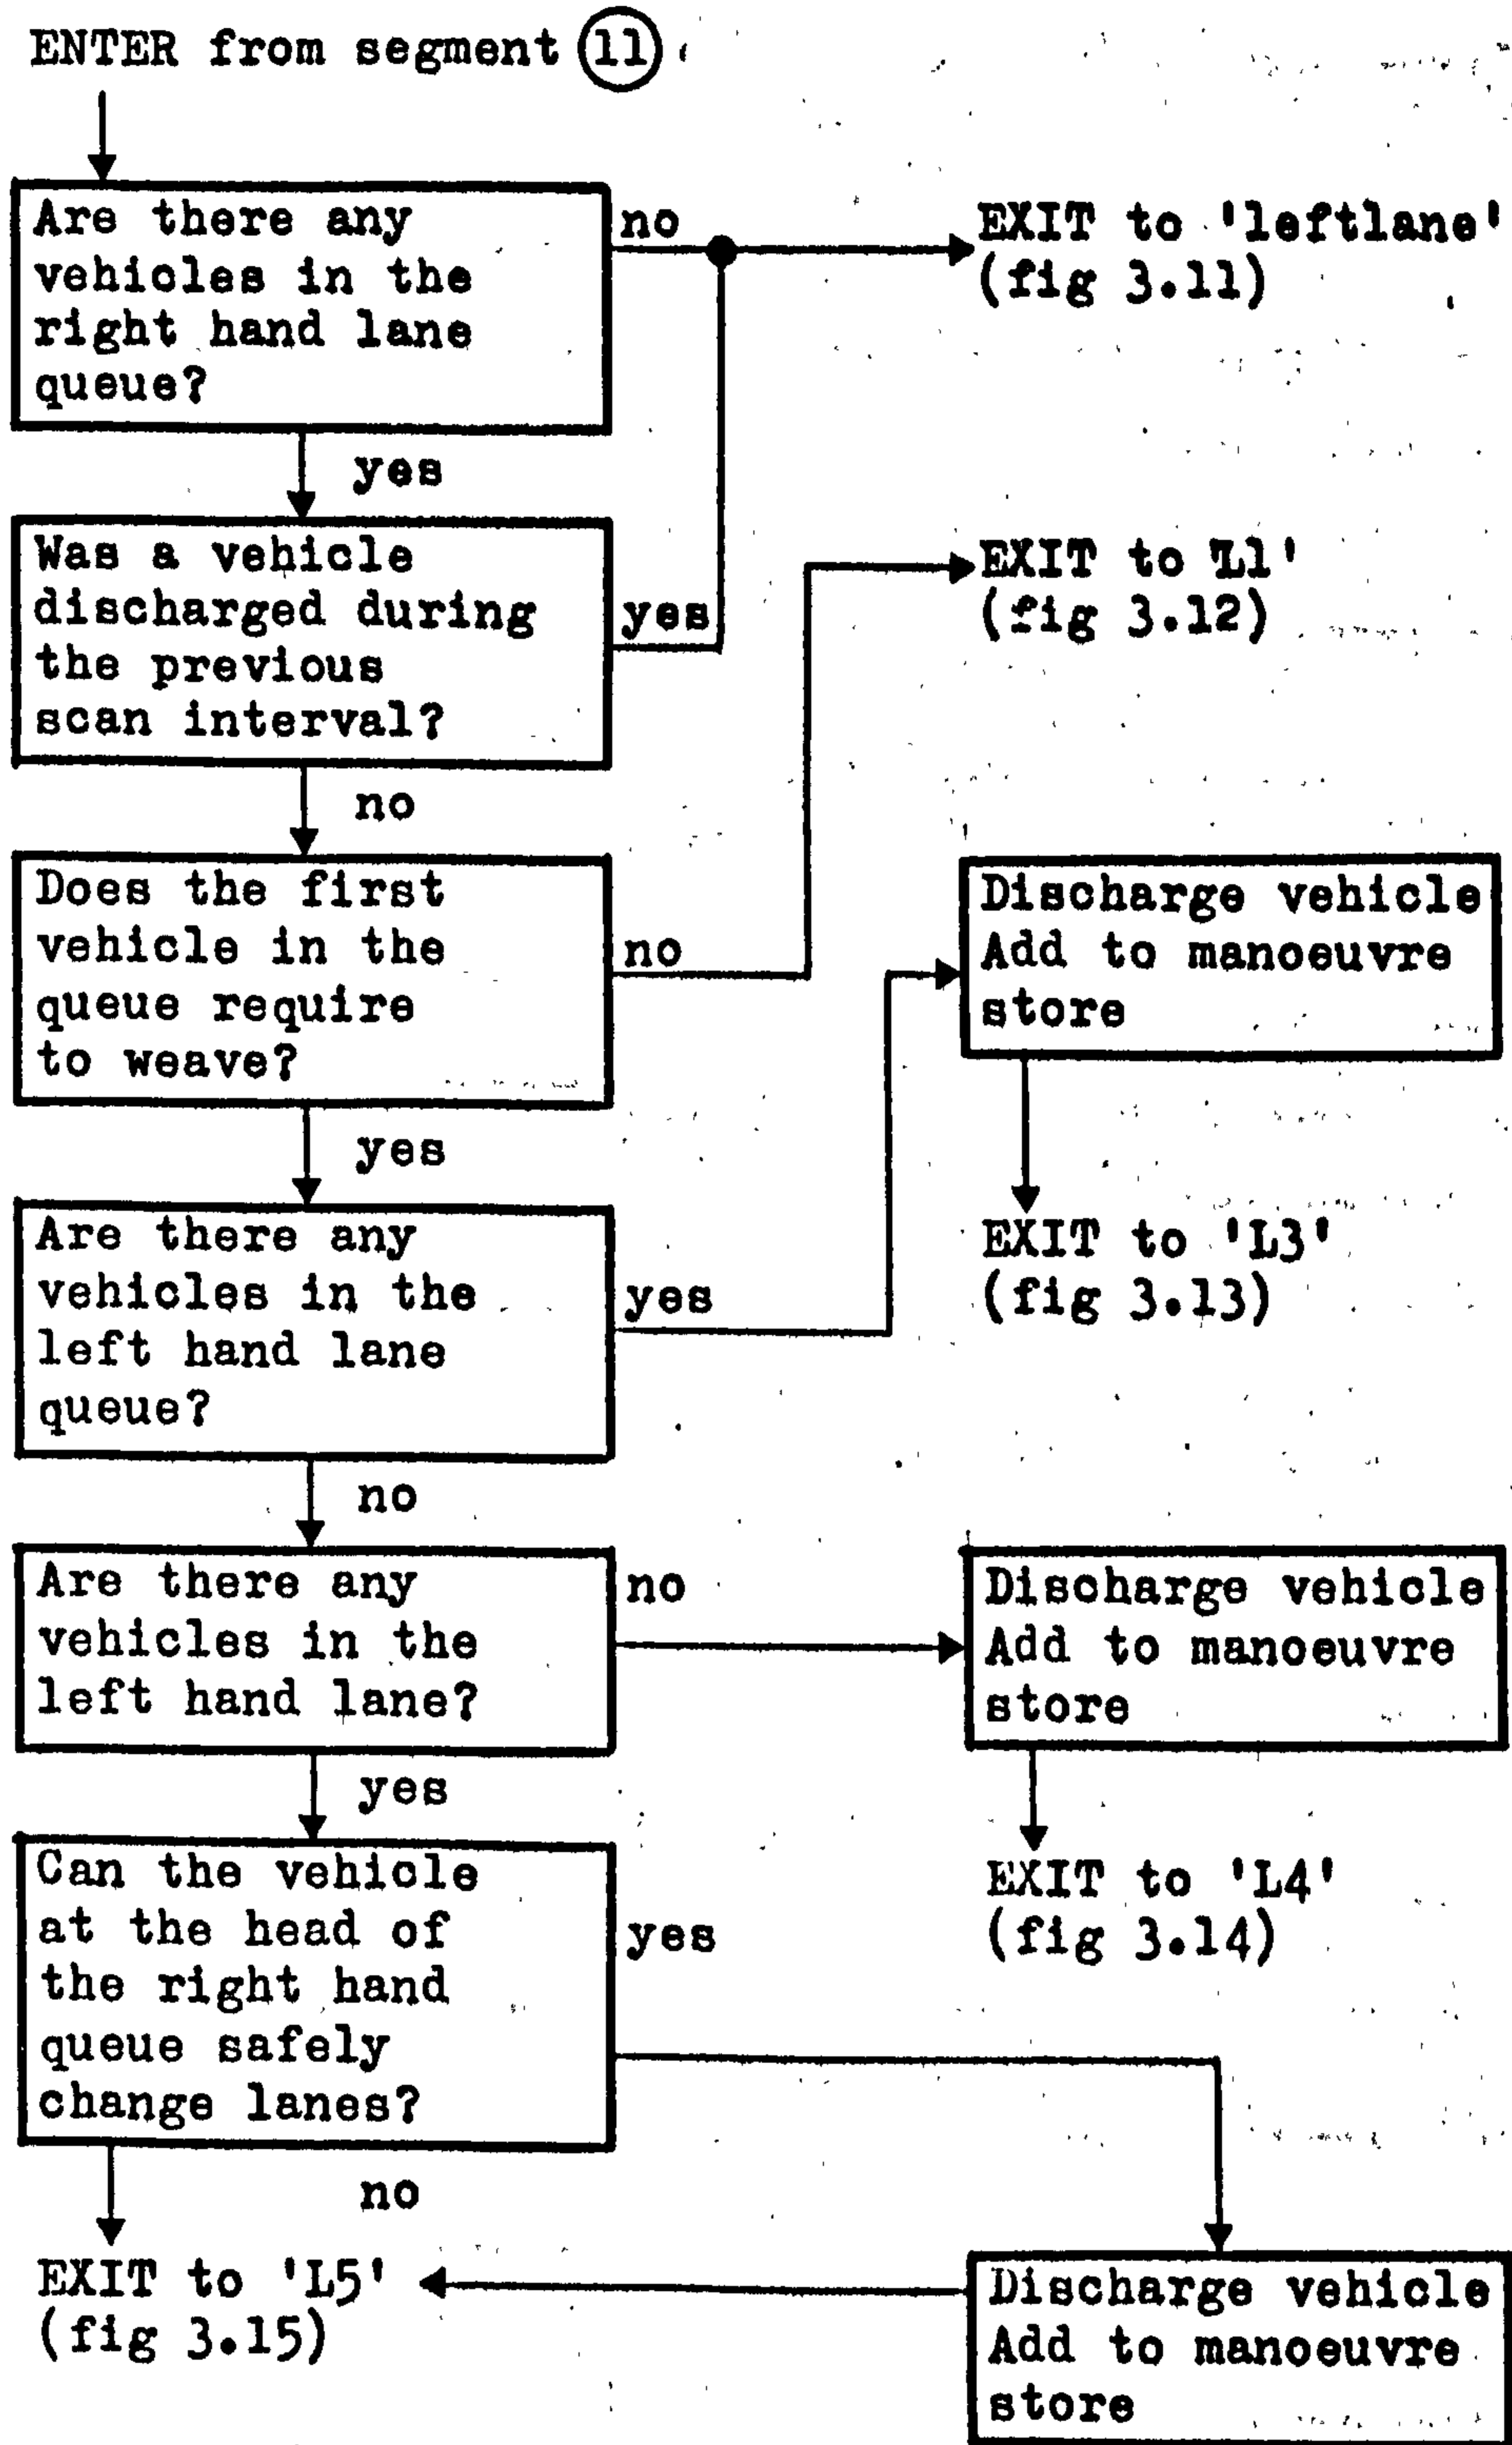 ENTER from segment 11
Are there any
vehicles in the
right hand lane
queue?
no
EXIT to 'leftlane'
(fig 3.11)
yes
Was a vehicle
discharged during
the previous
scan interval?
yes
EXIT to 'L1'
(fig 3.12)
no
Does the first
vehicle in the
queue require
to weave?
no
Discharge vehicle
Add to manoeuvre
store
yes
EXIT to 'L3'
(fig 3.13)
Are there any
vehicles in the
left hand lane
queue?
yes
no
Are there any
vehicles in the
left hand lane?
no
Discharge vehicle
Add to manoeuvre
store
yes
EXIT to 'L4'
(fig 3.14)
Can the vehicle
at the head of
the right hand
queue safely
change lanes?
yes
no
EXIT to 'L5'
(fig 3.15)
Discharge vehicle
Add to manoeuvre
store